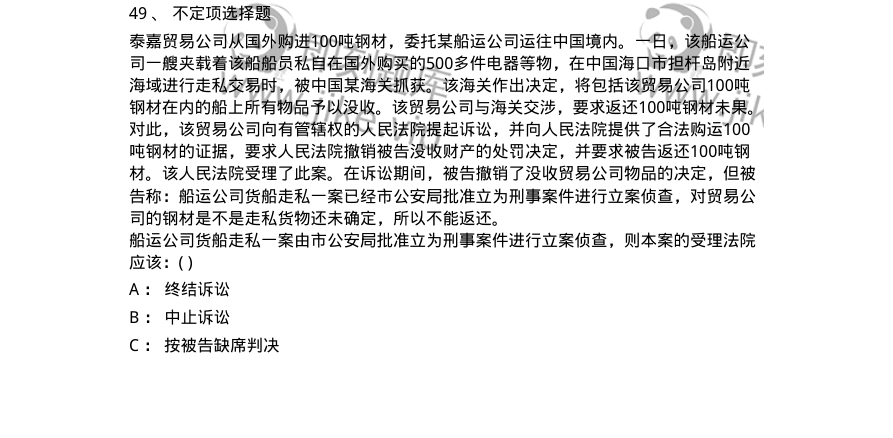 49 、 不定项选择题
泰嘉贸易公司从国外购进100吨钢材，委托某船运公司运往中国境内。一日，该船运公
司一艘夹载着该船船员私自在国外购买的500多件电器等物，在中国海口市担杆岛附近
海域进行走私交易时，被中国某海关抓获。该海关作出决定，将包括该贸易公司100吨
钢材在内的船上所有物品予以没收。该贸易公司与海关交涉，要求返还100吨钢材未果。
对此，该贸易公司向有管辖权的人民法院提起诉讼，并向人民法院提供了合法购运100
吨钢材的证据，要求人民法院撤销被告没收财产的处罚决定，并要求被告返还100吨钢
材。该人民法院受理了此案。在诉讼期间，被告撤销了没收贸易公司物品的决定，但被
告称：船运公司货船走私一案已经市公安局批准立为刑事案件进行立案侦查，对贸易公
司的钢材是不是走私货物还未确定，所以不能返还。
船运公司货船走私一案由市公安局批准立为刑事案件进行立案侦查，则本案的受理法院
应该：( )
A ： 终结诉讼
B ： 中止诉讼
C ： 按被告缺席判决